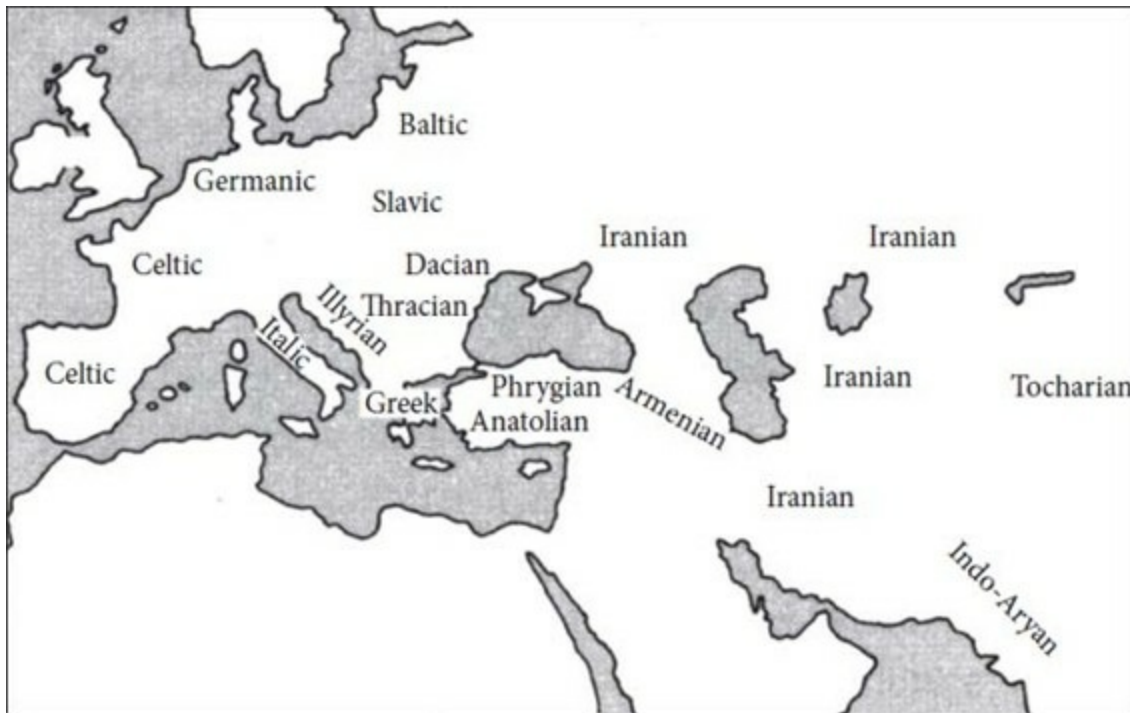 Baltic
Germanic
Slavic
Iranian
Iranian
Celtic
Dacian
Illyrian
Thracian
Italic
Celtic
Greek
Phrygian
Anatolian
Armenian
Iranian
Tocharian
Iranian
Indo-Aryan